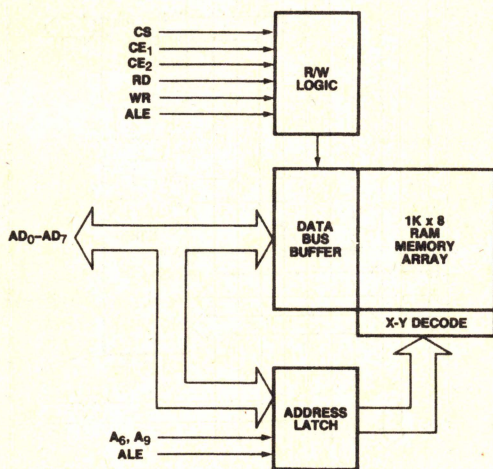 CS
CE1
CE2
RD
WR
ALE
R/W
LOGIC
AD0–AD7
DATA
BUS
BUFFER
1K x 8
RAM
MEMORY
ARRAY
X-Y DECODE
ADDRESS
LATCH
A6, A9
ALE